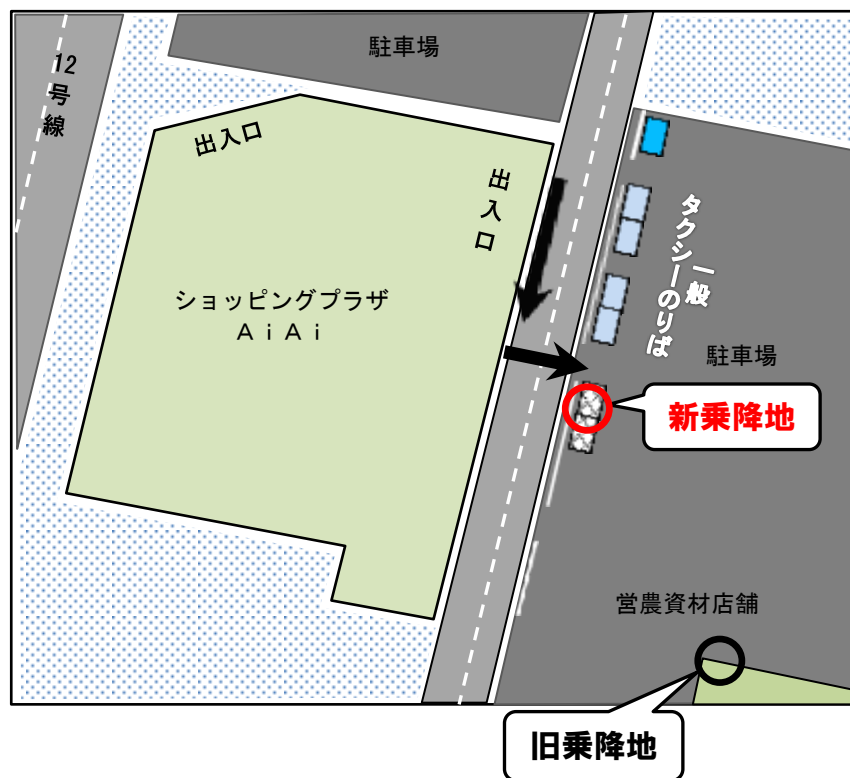 駐車場
12号線
出入口
出入口
ショッピングプラザ
ＡｉＡｉ
一般
タクシーのりば
駐車場
新乗降地
営農資材店舗
旧乗降地